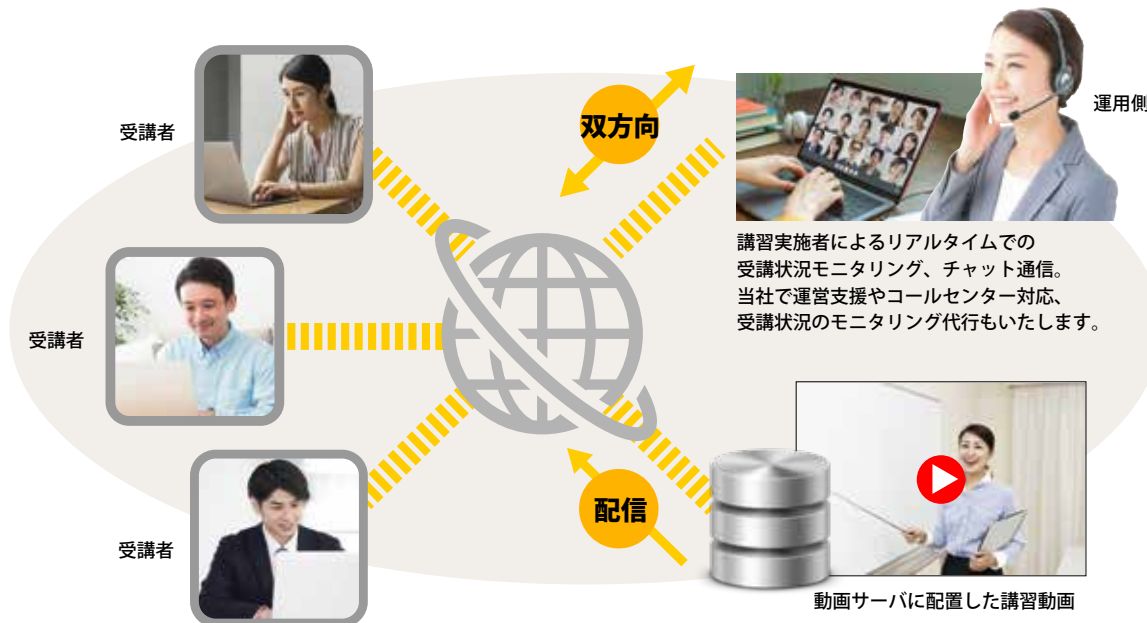 受講者
双方向
運用側
講習実施者によるリアルタイムでの
受講状況モニタリング、チャット通信。
当社で運営支援やコールセンター対応、
受講状況のモニタリング代行もいたします。
受講者
受講者
配信
動画サーバに配置した講習動画